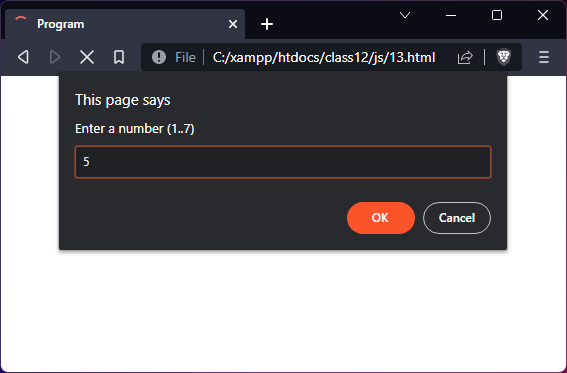 Program
File C:/xampp/htdocs/class12/js/13.html
This page says
Enter a number (1..7)
5
OK Cancel